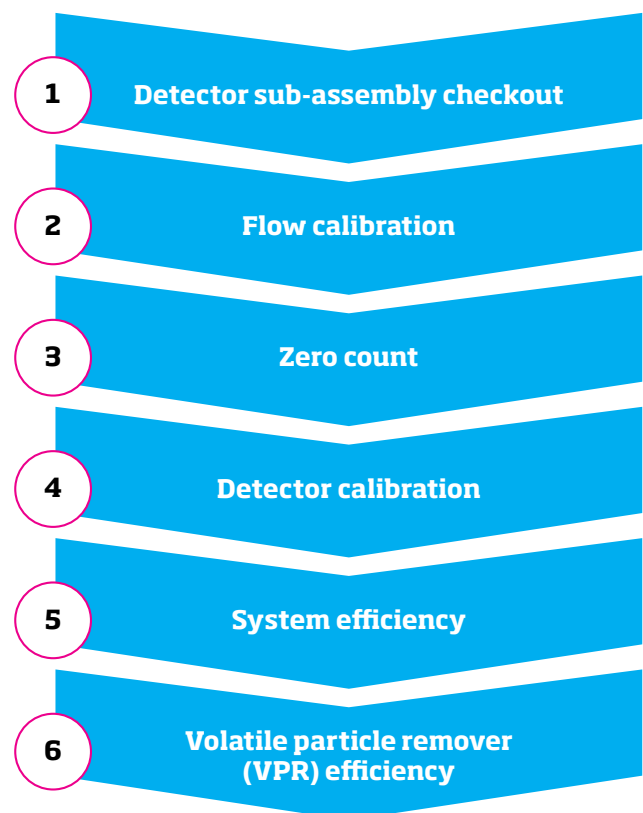 1
Detector sub-assembly checkout
2
Flow calibration
3
Zero count
4
Detector calibration
5
System efficiency
6
Volatile particle remover
(VPR) efficiency